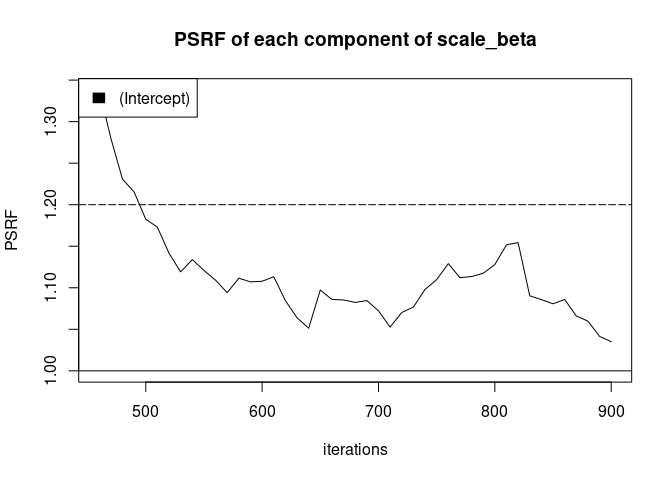 PSRF of each component of scale_beta
(Intercept)
PSRF
1.30
1.20
1.10
1.00
500 600 700 800 900
iterations